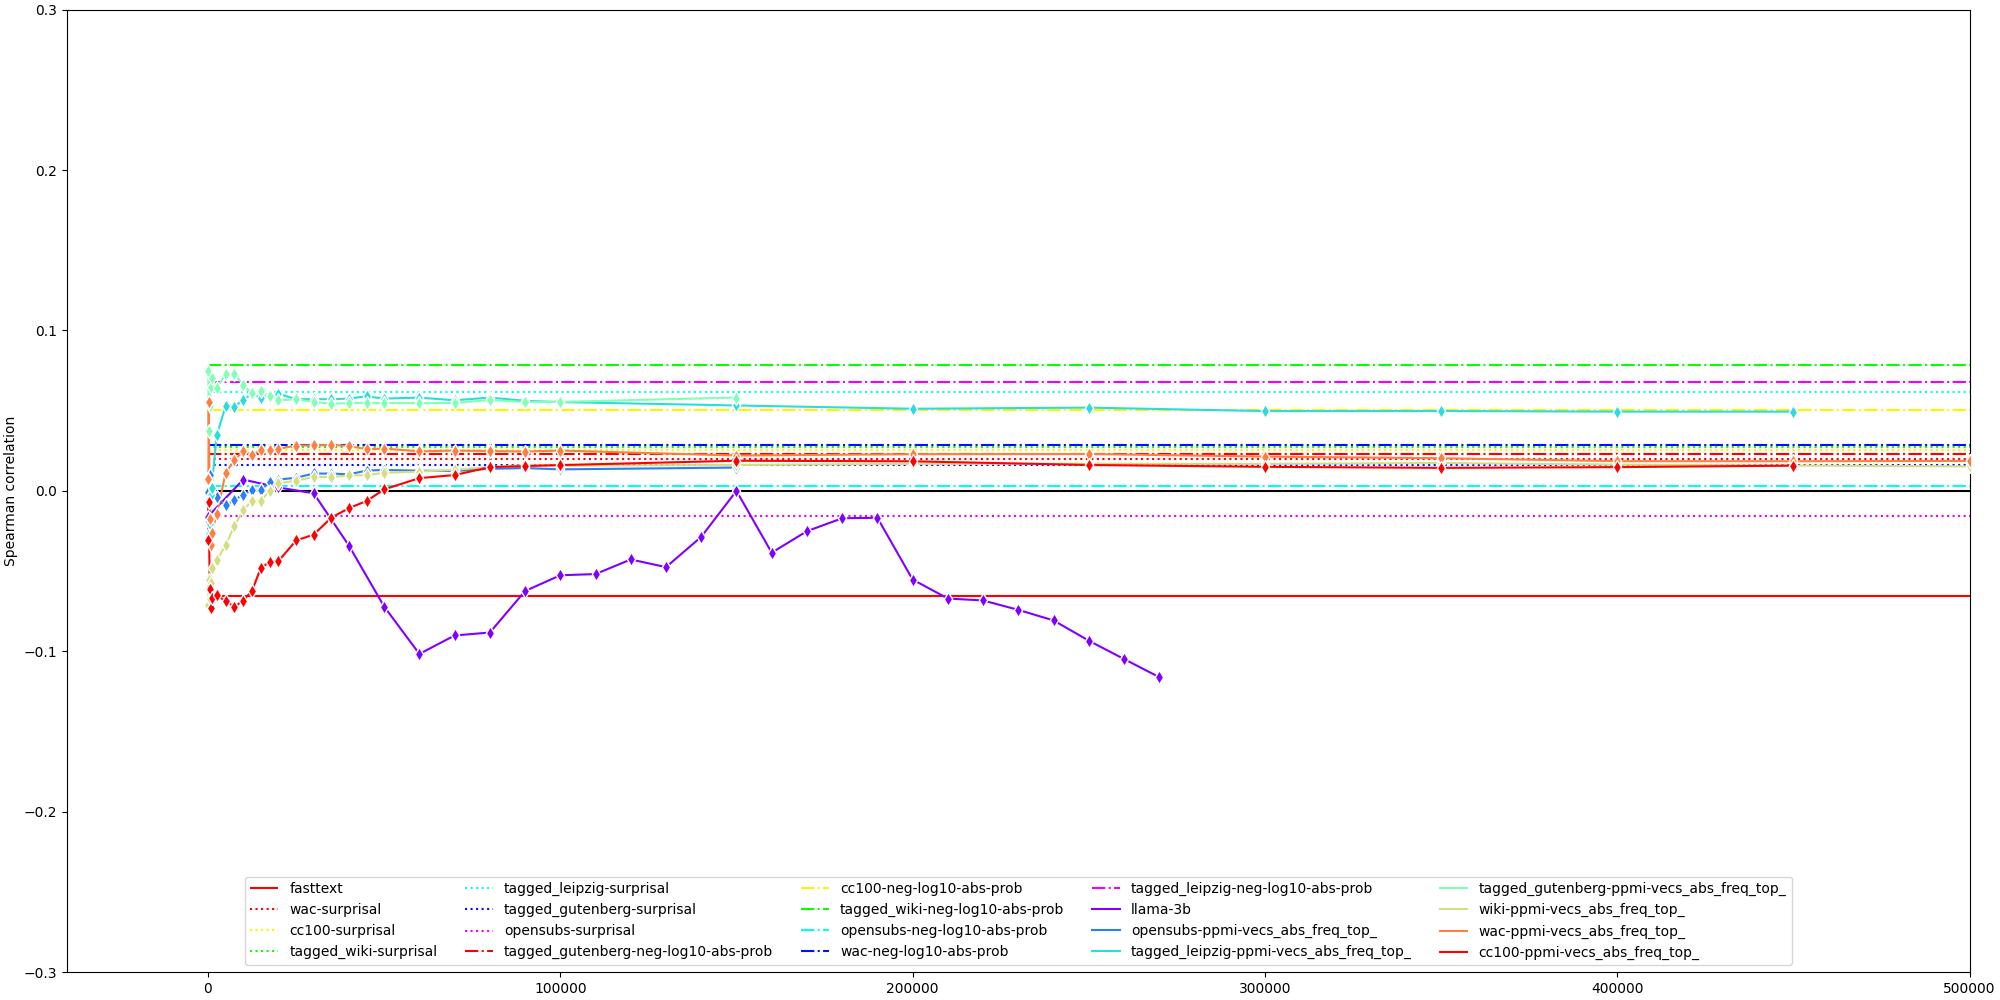 0.3
0.2
0.1
0.0
−0.1
−0.2
−0.3
Spearman correlation
fasttext
wac-surprisal
cc100-surprisal
tagged_wiki-surprisal
tagged_leipzig-surprisal
tagged_gutenberg-surprisal
opensubs-surprisal
tagged_gutenberg-neg-log10-abs-prob
cc100-neg-log10-abs-prob
tagged_wiki-neg-log10-abs-prob
opensubs-neg-log10-abs-prob
wac-neg-log10-abs-prob
tagged_leipzig-neg-log10-abs-prob
llama-3b
opensubs-ppmi-vecs_abs_freq_top_
tagged_leipzig-ppmi-vecs_abs_freq_top_
tagged_gutenberg-ppmi-vecs_abs_freq_top_
wiki-ppmi-vecs_abs_freq_top_
wac-ppmi-vecs_abs_freq_top_
cc100-ppmi-vecs_abs_freq_top_
0 100000 200000 300000 400000 500000